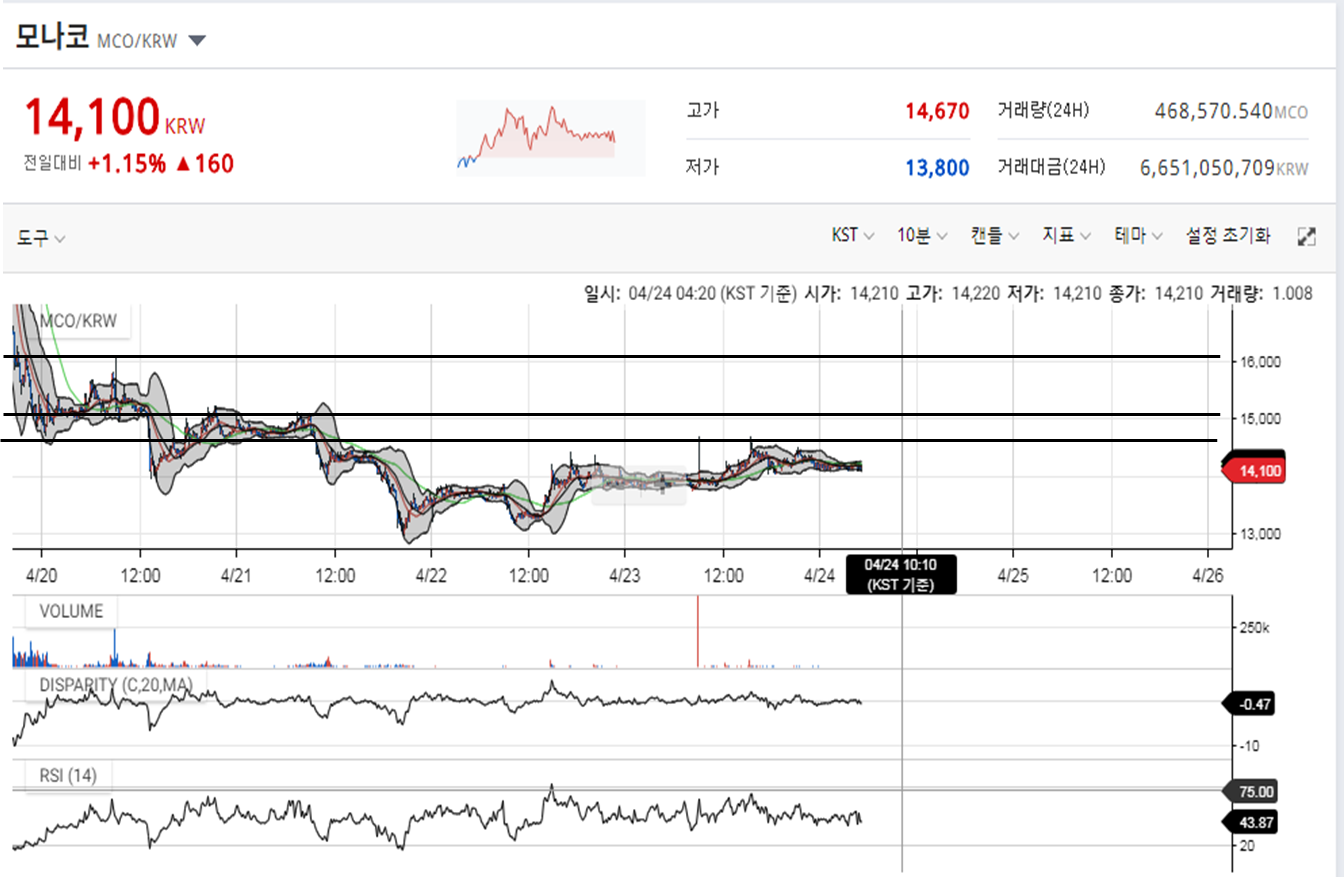 모나코 MCO/KRW
14,100 KRW
전일대비 +1.15% ▲160
고가 14,670
거래량(24H) 468,570.540MCO
저가 13,800
거래대금(24H) 6,651,050,709KRW
도구
KST 10분 캔들 지표 테마 설정 초기화
일시: 04/24 04:20 (KST 기준) 시가: 14,210 고가: 14,220 저가: 14,210 종가: 14,210 거래량: 1.008
MCO/KRW
16,000
15,000
14,100
13,000
4/20 12:00 4/21 12:00 4/22 12:00 4/23 12:00 4/24 04/24 10:10 4/25 12:00 4/26
(KST 기준)
VOLUME
250k
DISPARITY (C,20,MA)
-0.47
-10
RSI (14)
75.00
43.87
20